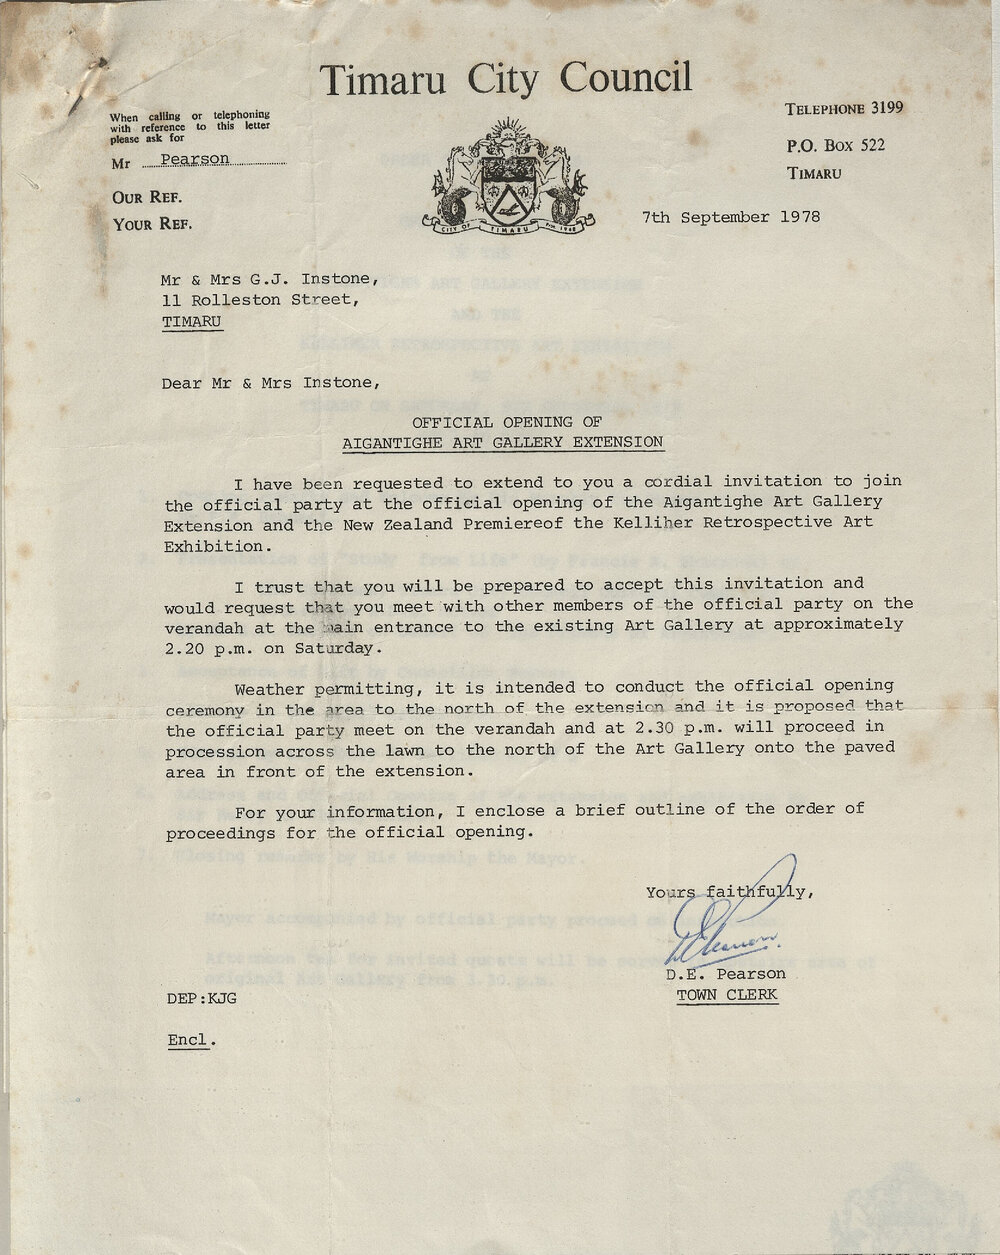 Timaru City Council
When calling or telephoning
with reference to this letter
please ask for
Mr Pearson
OUR REF.
YOUR REF.
TELEPHONE 3199
P.O. BOX 522
TIMARU
CITY OF TIMARU
7th September 1978
Mr & Mrs G.J. Instone,
11 Rolleston Street,
TIMARU
Dear Mr & Mrs Instone,
OFFICIAL OPENING OF
AIGANTIGHE ART GALLERY EXTENSION
I have been requested to extend to you a cordial invitation to join
the official party at the official opening of the Aigantighe Art Gallery
Extension and the New Zealand Premiereof the Kelliher Retrospective Art
Exhibition.
I trust that you will be prepared to accept this invitation and
would request that you meet with other members of the official party on the
verandah at the main entrance to the existing Art Gallery at approximately
2.20 p.m. on Saturday.
Weather permitting, it is intended to conduct the official opening
ceremony in the area to the north of the extension and it is proposed that
the official party meet on the verandah and at 2.30 p.m. will proceed in
procession across the lawn to the north of the Art Gallery onto the paved
area in front of the extension.
For your information, I enclose a brief outline of the order of
proceedings for the official opening.
Yours faithfully,
D.E. Pearson
TOWN CLERK
DEP:KJG
Encl.